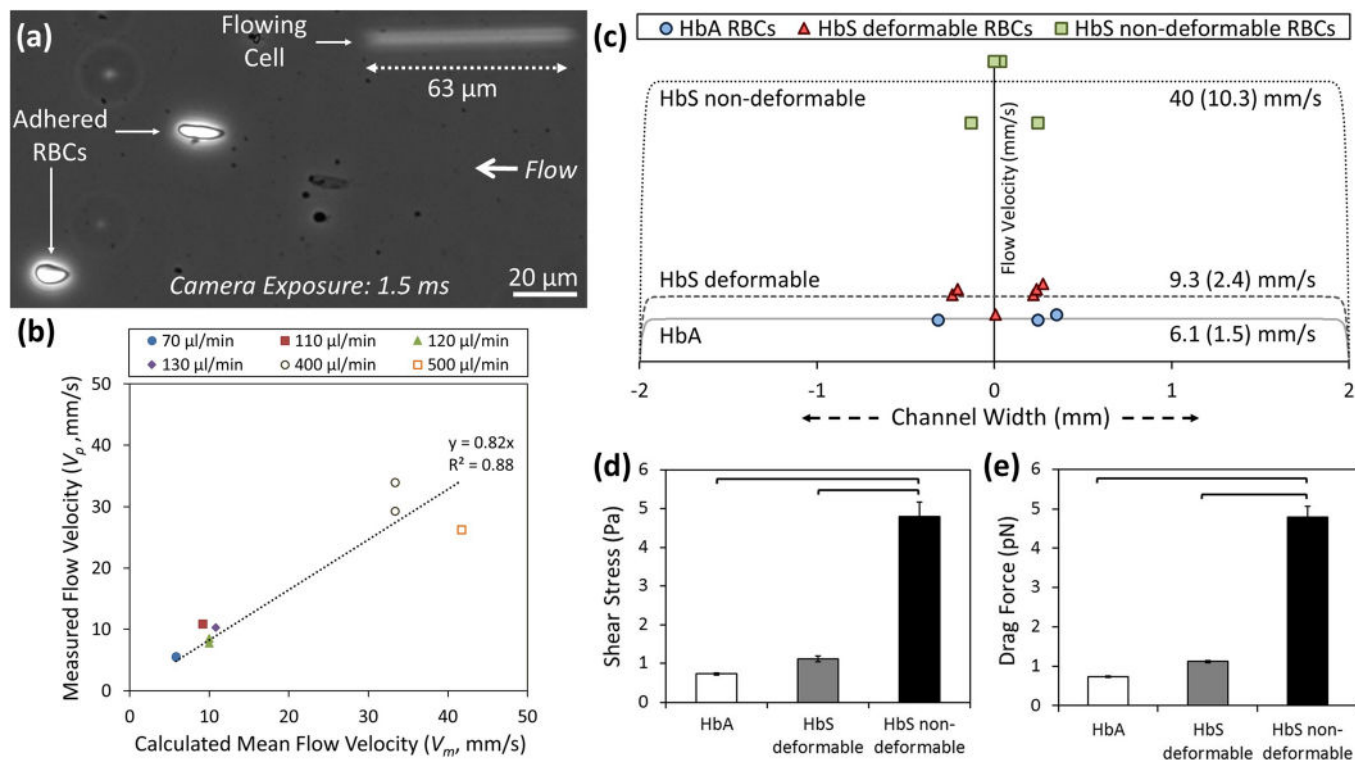 (a)
Flowing
Cell
63 µm
Adhered
RBCs
Flow
Camera Exposure: 1.5 ms
20 µm
(b)
70 µl/min
110 µl/min
120 µl/min
130 µl/min
400 µl/min
500 µl/min
50
40
30
20
10
0
y = 0.82x
R² = 0.88
0 10 20 30 40 50
Measured Flow Velocity (Vp ,mm/s)
Calculated Mean Flow Velocity (Vm, mm/s)
(c)
HbA RBCs
HbS deformable RBCs
HbS non-deformable RBCs
HbS non-deformable
40 (10.3) mm/s
Flow Velocity (mm/s)
HbS deformable
9.3 (2.4) mm/s
HbA
6.1 (1.5) mm/s
-2 -1 0 1 2
Channel Width (mm)
(d)
Shear Stress (Pa)
6
5
4
3
2
1
0
HbA
HbS
deformable
HbS non-
deformable
(e)
Drag Force (pN)
6
5
4
3
2
1
0
HbA
HbS
deformable
HbS non-
deformable